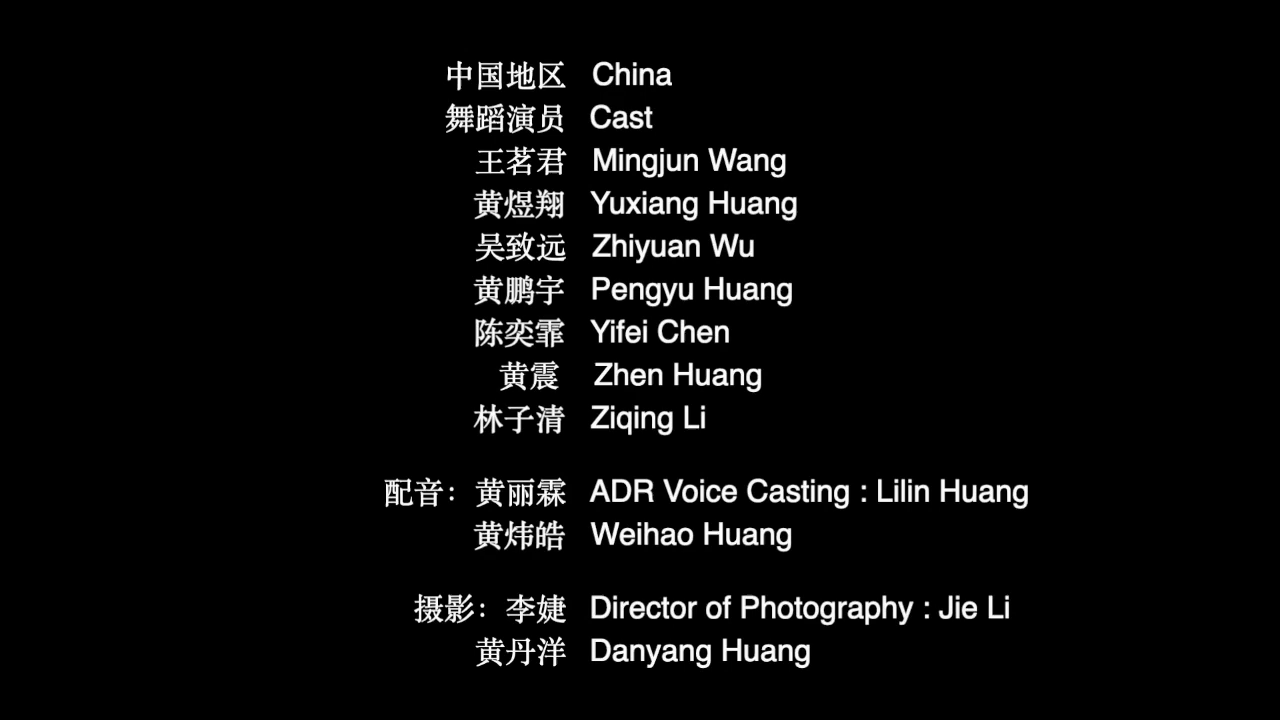 中国地区 China
舞蹈演员 Cast
王茗君 Mingjun Wang
黄煜翔 Yuxiang Huang
吴致远 Zhiyuan Wu
黄鹏宇 Pengyu Huang
陈奕霏 Yifei Chen
黄震 Zhen Huang
林子清 Ziqing Li
配音：黄丽霖 ADR Voice Casting : Lilin Huang
黄炜皓 Weihao Huang
摄影：李婕 Director of Photography : Jie Li
黄丹洋 Danyang Huang